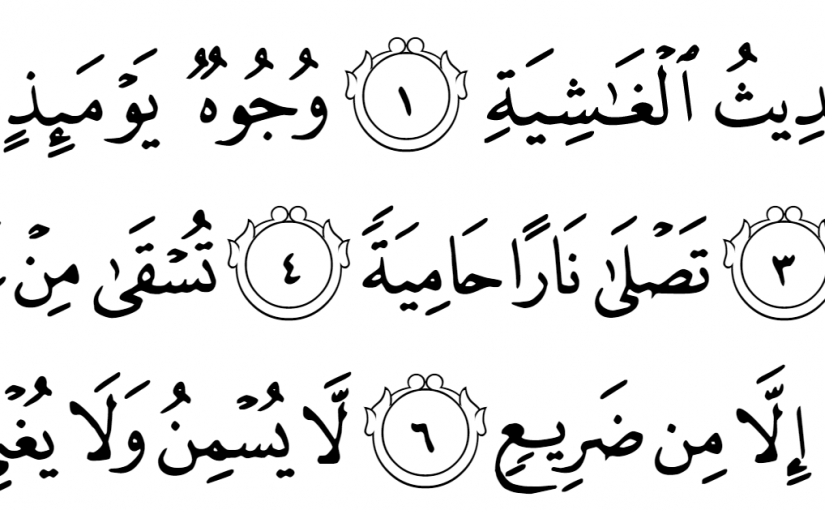 دِيثُ ٱلْغَٰشِيَةِ ١ وُجُوهٌ يَوْمَئِذٍ
٣ تَصْلَىٰ نَارًا حَامِيَةً ٤ تُسْقَىٰ مِنْ
إِلَّا مِن ضَرِيعٍ ٦ لَّا يُسْمِنُ وَلَا يُغْنِ